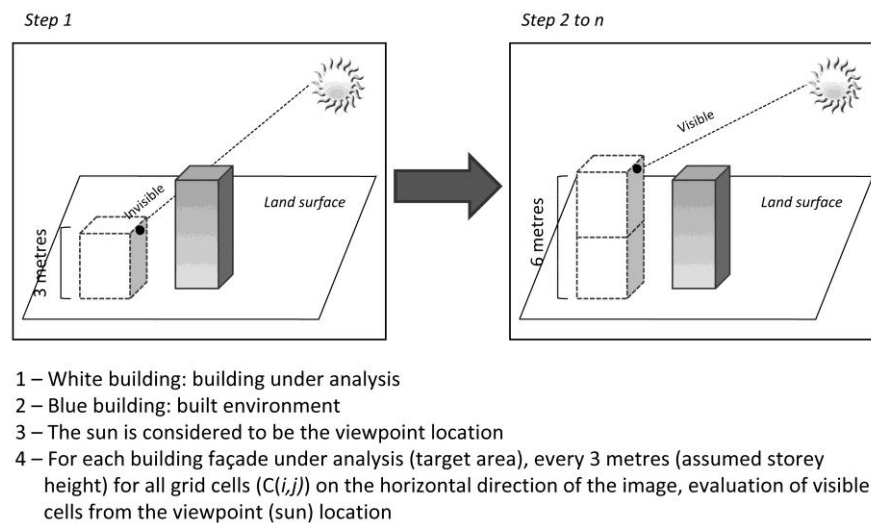 Step 1
Step 2 to n
Invisible
Land surface
3 metres
Visible
Land surface
6 metres
1 – White building: building under analysis
2 – Blue building: built environment
3 – The sun is considered to be the viewpoint location
4 – For each building façade under analysis (target area), every 3 metres (assumed storey
height) for all grid cells (C(i,j)) on the horizontal direction of the image, evaluation of visible
cells from the viewpoint (sun) location